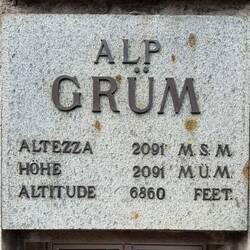 ALP
GRÜM
ALTEZZA 2091 M.S.M.
HÖHE 2091 M.Ü.M.
ALTITUDE 6860 FEET.